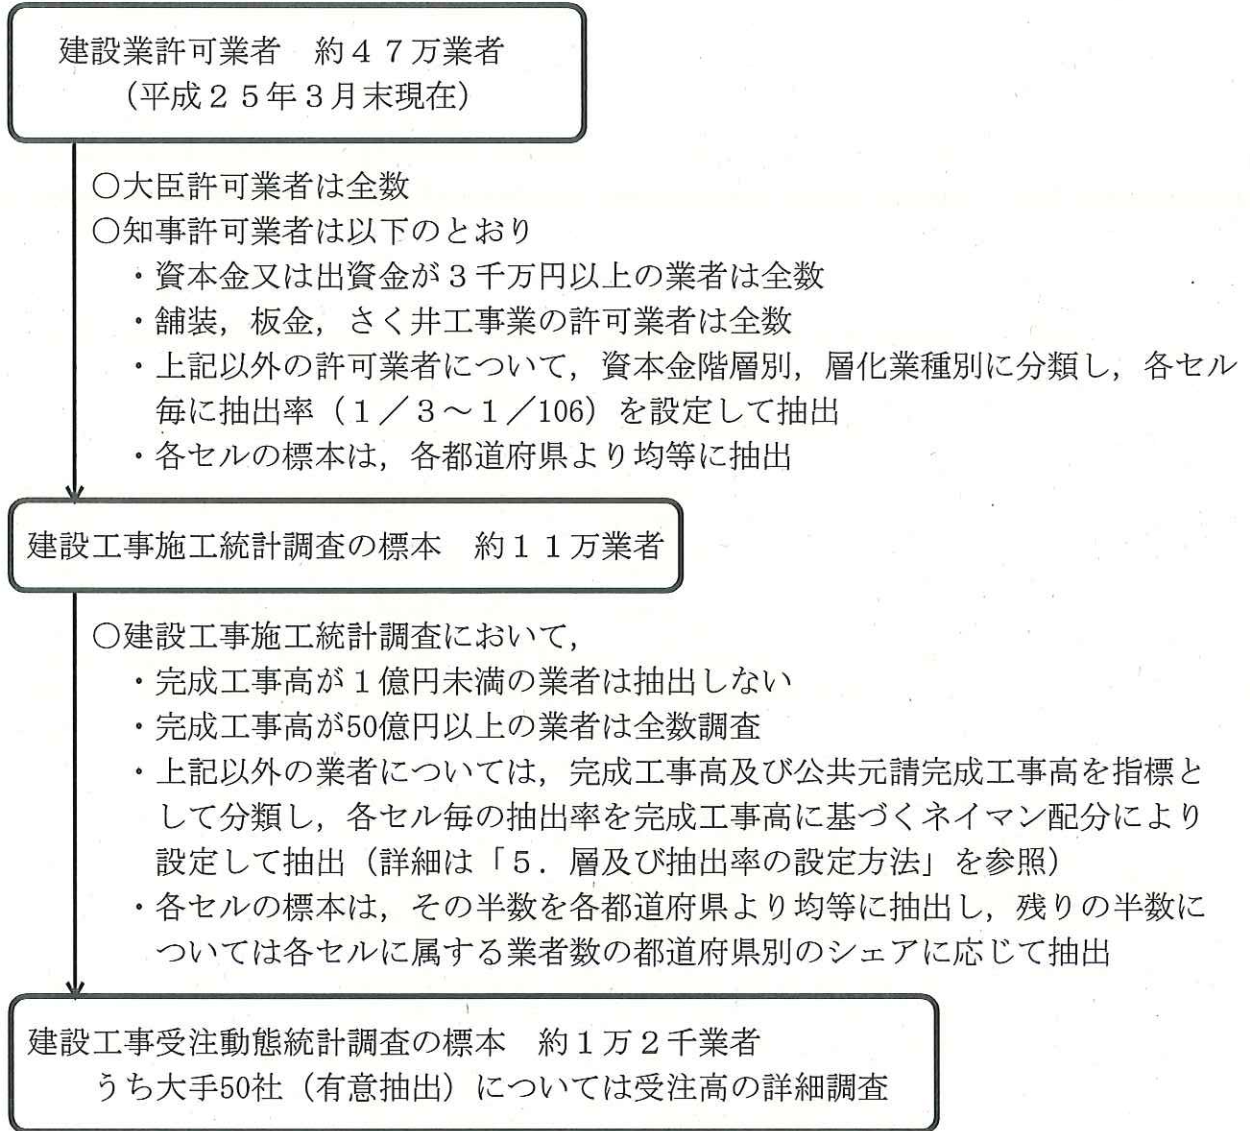 建設業許可業者　約４７万業者
（平成２５年３月末現在）
○大臣許可業者は全数
○知事許可業者は以下のとおり
・資本金又は出資金が３千万円以上の業者は全数
・舗装，板金，さく井工事業の許可業者は全数
・上記以外の許可業者について，資本金階層別，層化業種別に分類し，各セル
毎に抽出率（１／３～１／106）を設定して抽出
・各セルの標本は，各都道府県より均等に抽出
建設工事施工統計調査の標本　約１１万業者
○建設工事施工統計調査において，
・完成工事高が１億円未満の業者は抽出しない
・完成工事高が50億円以上の業者は全数調査
・上記以外の業者については，完成工事高及び公共元請完成工事高を指標と
して分類し，各セル毎の抽出率を完成工事高に基づくネイマン配分により
設定して抽出（詳細は「５．層及び抽出率の設定方法」を参照）
・各セルの標本は，その半数を各都道府県より均等に抽出し，残りの半数に
ついては各セルに属する業者数の都道府県別のシェアに応じて抽出
建設工事受注動態統計調査の標本　約１万２千業者
うち大手50社（有意抽出）については受注高の詳細調査